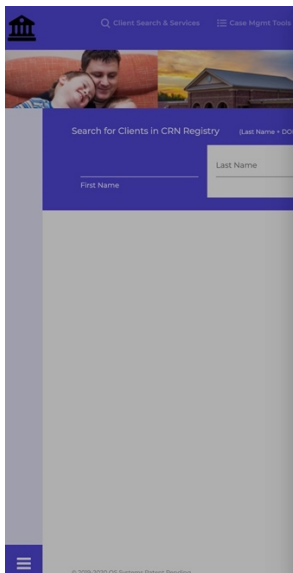 Client Search & Services
Case Mgmt Tools
Search for Clients in CRN Registry
(Last Name + DO
Last Name
First Name